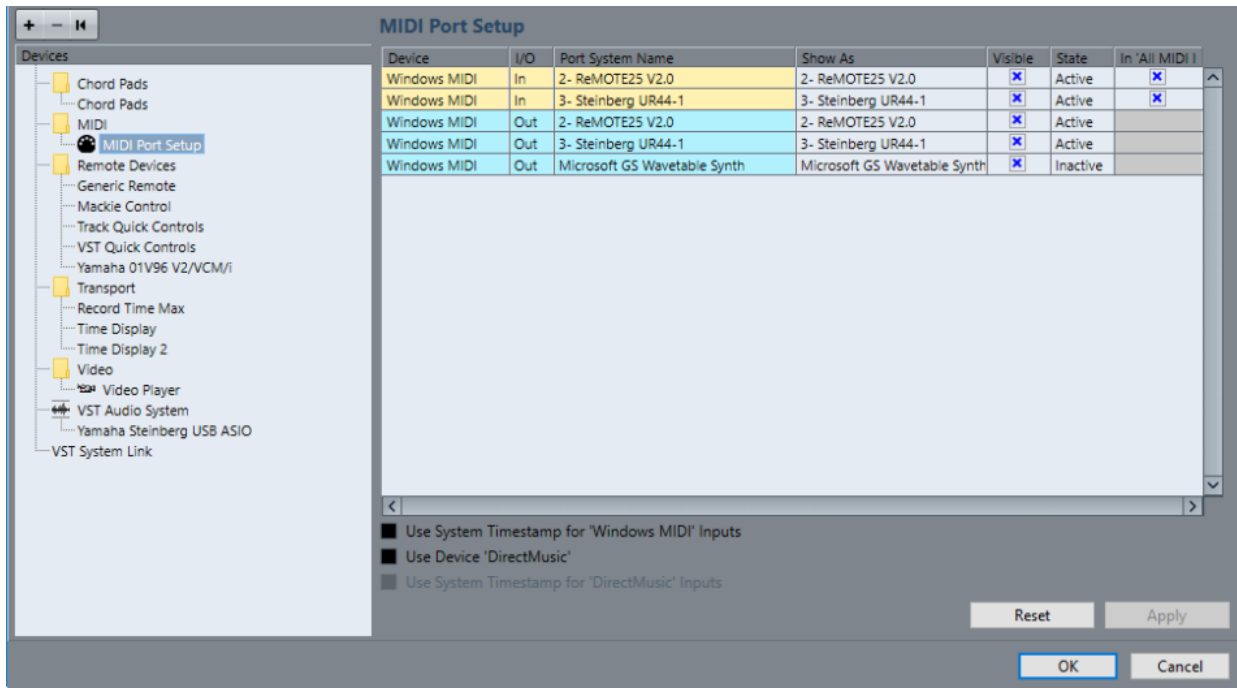 MIDI Port Setup
Devices
Chord Pads
Chord Pads
MIDI
MIDI Port Setup
Remote Devices
Generic Remote
Mackie Control
Track Quick Controls
VST Quick Controls
Yamaha 01V96 V2/VCM/i
Transport
Record Time Max
Time Display
Time Display 2
Video
Video Player
VST Audio System
Yamaha Steinberg USB ASIO
VST System Link
Device I/O Port System Name Show As Visible State In 'All MIDI I
Windows MIDI In 2- ReMOTE25 V2.0 2- ReMOTE25 V2.0 Active
Windows MIDI In 3- Steinberg UR44-1 3- Steinberg UR44-1 Active
Windows MIDI Out 2- ReMOTE25 V2.0 2- ReMOTE25 V2.0 Active
Windows MIDI Out 3- Steinberg UR44-1 3- Steinberg UR44-1 Active
Windows MIDI Out Microsoft GS Wavetable Synth Microsoft GS Wavetable Synth Inactive
Use System Timestamp for 'Windows MIDI' Inputs
Use Device 'DirectMusic'
Use System Timestamp for 'DirectMusic' Inputs
Reset Apply
OK Cancel